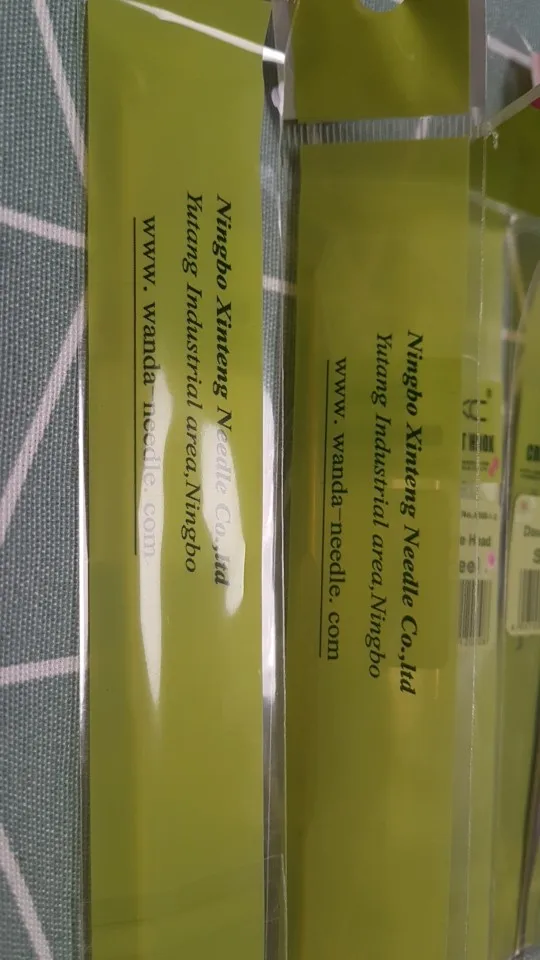 Ningbo Xinteng Needle Co.,ltd
Yutang Industrial area,Ningbo
www. wanda-needle. com
Ningbo Xinteng Needle Co.,ltd
Yutang Industrial area,Ningbo
www. wanda-needle. com